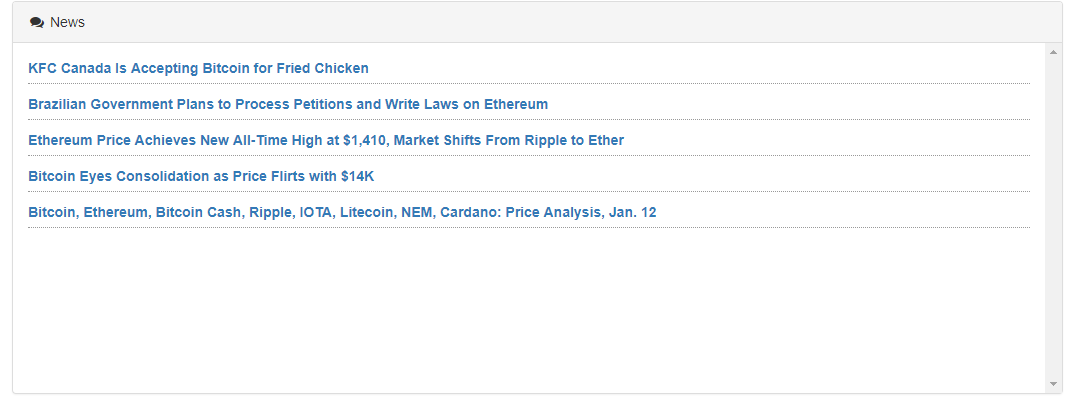 News
KFC Canada Is Accepting Bitcoin for Fried Chicken
Brazilian Government Plans to Process Petitions and Write Laws on Ethereum
Ethereum Price Achieves New All-Time High at $1,410, Market Shifts From Ripple to Ether
Bitcoin Eyes Consolidation as Price Flirts with $14K
Bitcoin, Ethereum, Bitcoin Cash, Ripple, IOTA, Litecoin, NEM, Cardano: Price Analysis, Jan. 12